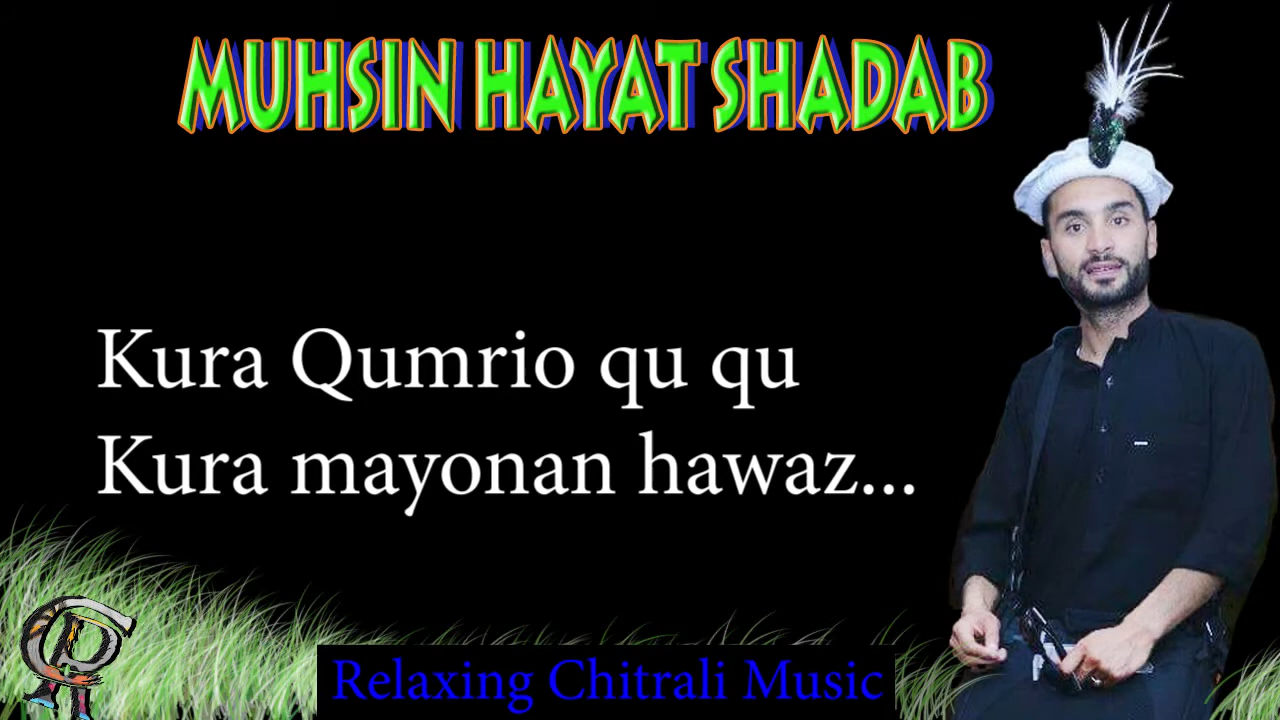 MUHSIN HAYAT SHADAB
Kura Qumrio qu qu
Kura mayonan hawaz...
Relaxing Chitrali Music